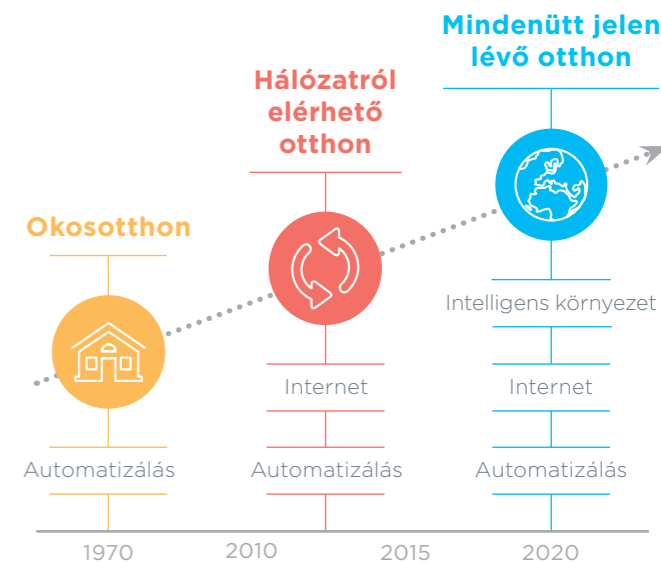 Mindenütt jelen
lévő otthon
Hálózatról
elérhető
otthon
Okosotthon
Intelligens környezet
Internet
Internet
Automatizálás
Automatizálás
Automatizálás
1970
2010
2015
2020